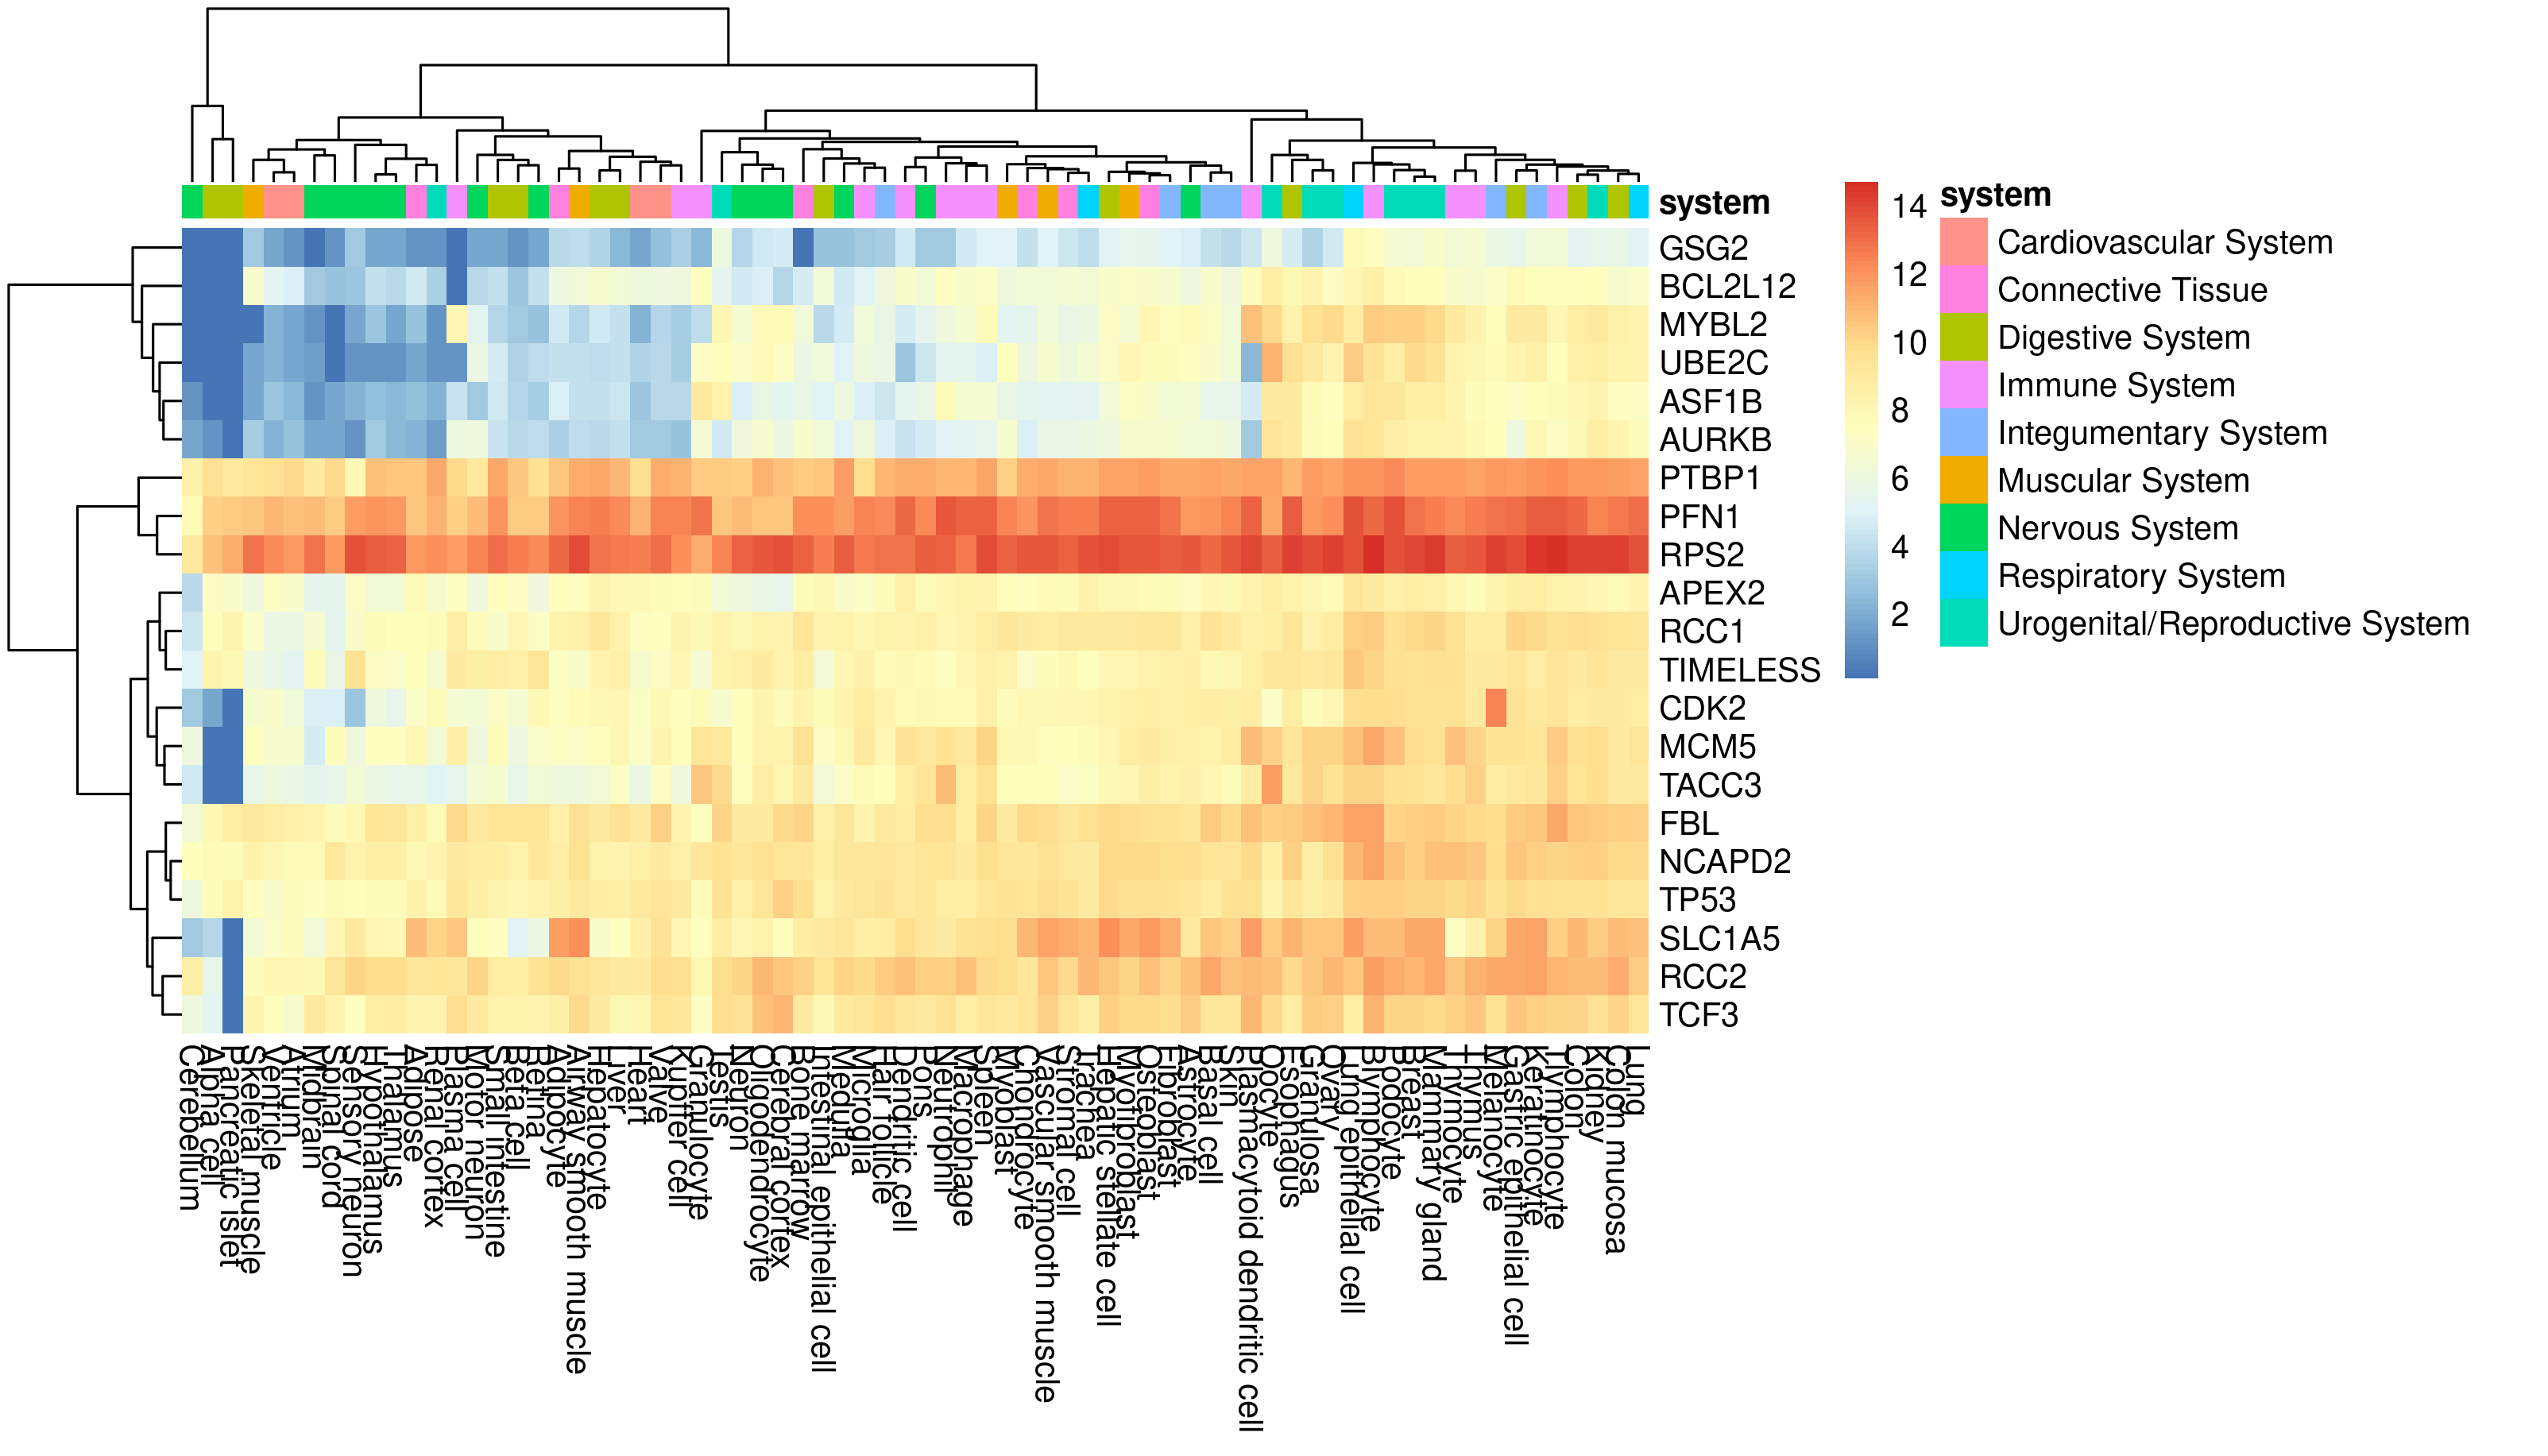 system
GSG2
BCL2L12
MYBL2
UBE2C
ASF1B
AURKB
PTBP1
PFN1
RPS2
APEX2
RCC1
TIMELESS
CDK2
MCM5
TACC3
FBL
NCAPD2
TP53
SLC1A5
RCC2
TCF3
14
12
10
8
6
4
2
system
Cardiovascular System
Connective Tissue
Digestive System
Immune System
Integumentary System
Muscular System
Nervous System
Respiratory System
Urogenital/Reproductive System
Cerebellum
Alpha cell
Pancreatic islet
Skeletal muscle
Ventricle
Atrium
Midbrain
Spinal cord
Sensory neuron
Hypothalamus
Thalamus
Adipose
Renal cortex
Plasma cell
Motor neuron
Small intestine
Beta cell
Retina
Adipocyte
Airway smooth muscle
Hepatocyte
Liver
Heart
Valve
Kupffer cell
Granulocyte
Testis
Neuron
Oligodendrocyte
Cerebral cortex
Bone marrow
Intestinal epithelial cell
Medulla
Microglia
Hair follicle
Dendritic cell
Pons
Neutrophil
Macrophage
Spleen
Myoblast
Chondrocyte
Vascular smooth muscle
Stromal cell
Trachea
Hepatic stellate cell
Myofibroblast
Osteoblast
Fibroblast
Astrocyte
Basal cell
Skin
Plasmacytoid dendritic cell
Oocyte
Esophagus
Granulosa
Ovary
Lung epithelial cell
B lymphocyte
Podocyte
Breast
Mammary gland
Thymocyte
Thymus
Melanocyte
Gastric epithelial cell
Keratinocyte
T lymphocyte
Colon
Kidney
Colon mucosa
Lung